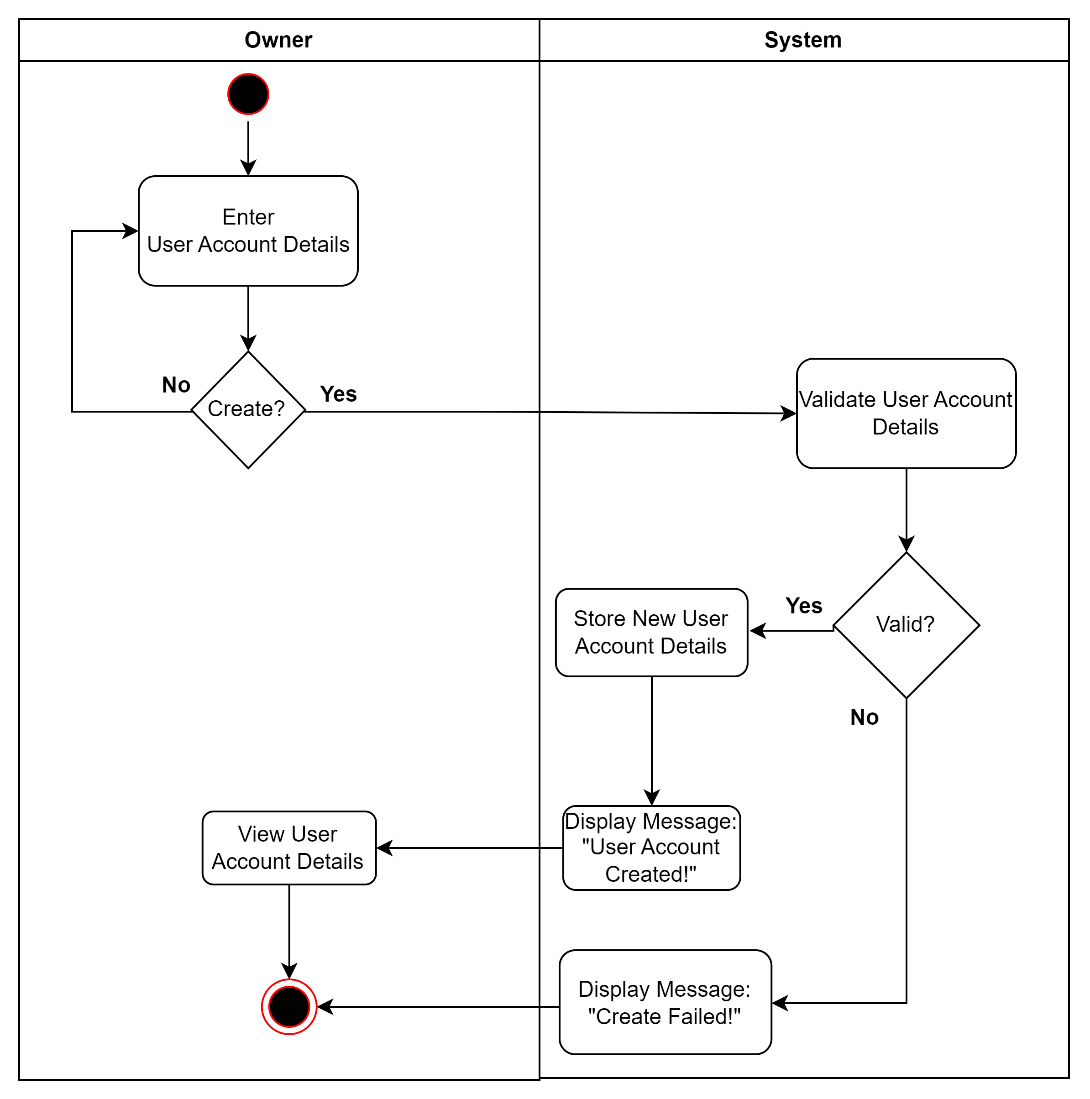 Owner
System
Enter
User Account Details
No
Create?
Yes
Validate User Account
Details
Store New User
Account Details
Yes
Valid?
No
View User
Account Details
Display Message:
"User Account
Created!"
Display Message:
"Create Failed!"